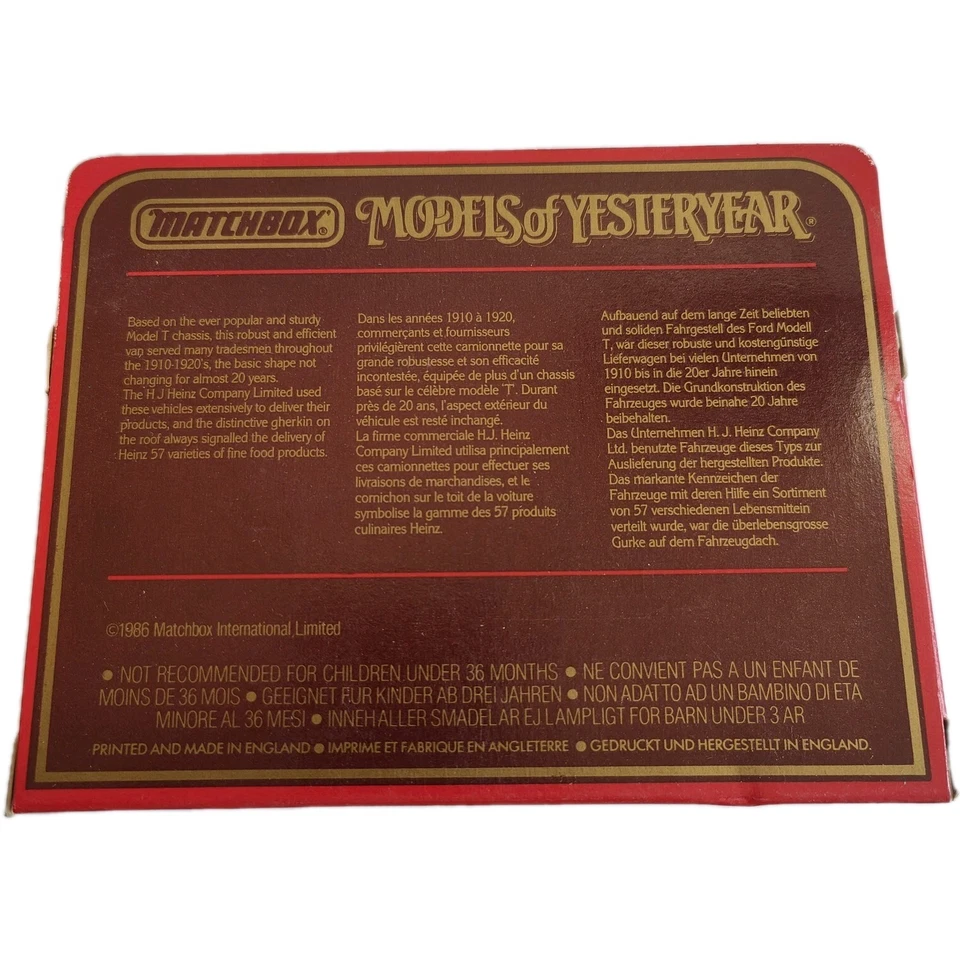 MATCHBOX® MODELS of YESTERYEAR®
Based on the ever popular and sturdy
Model T chassis, this robust and efficient
vap served many tradesmen throughout
the 1910-1920's, the basic shape not
changing for almost 20 years.
The H J Heinz Company Limited used
these vehicles extensively to deliver their
products, and the distinctive gherkin on
the roof always signalled the delivery of
Heinz 57 varieties of fine food products.
Dans les années 1910 à 1920,
commerçants et fournisseurs
privilégièrent cette camionnette pour sa
grande robustesse et son efficacité
incontestée, équipée de plus d'un chassis
basé sur le célèbre modèle 'T'. Durant
près de 20 ans, l'aspect extérieur du
véhicule est resté inchangé.
La firme commerciale H.J. Heinz
Company Limited utilisa principalement
ces camionnettes pour effectuer ses
livraisons de marchandises, et le
cornichon sur le toit de la voiture
symbolise la gamme des 57 produits
culinaires Heinz.
Aufbauend auf dem lange Zeit beliebten
und soliden Fahrgestell des Ford Modell
T, war dieser robuste und kostengünstige
Lieferwagen bei vielen Unternehmen von
1910 bis in die 20er Jahre hinein
eingesetzt. Die Grundkonstruktion des
Fahrzeuges wurde beinahe 20 Jahre
beibehalten.
Das Unternehmen H. J. Heinz Company
Ltd. benutzte Fahrzeuge dieses Typs zur
Auslieferung der hergestellten Produkte.
Das markante Kennzeichen der
Fahrzeuge mit deren Hilfe ein Sortiment
von 57 verschiedenen Lebensmitteln
verteilt wurde, war die überlebensgrosse
Gurke auf dem Fahrzeugdach.
©1986 Matchbox International Limited
• NOT RECOMMENDED FOR CHILDREN UNDER 36 MONTHS • NE CONVIENT PAS A UN ENFANT DE
MOINS DE 36 MOIS • GEEIGNET FUR KINDER AB DREI JAHREN • NON ADATTO AD UN BAMBINO DI ETA
MINORE AL 36 MESI • INNEHALLER SMADELAR EJ LAMPLIGT FOR BARN UNDER 3 AR
PRINTED AND MADE IN ENGLAND • IMPRIME ET FABRIQUE EN ANGLETERRE • GEDRUCKT UND HERGESTELLT IN ENGLAND.